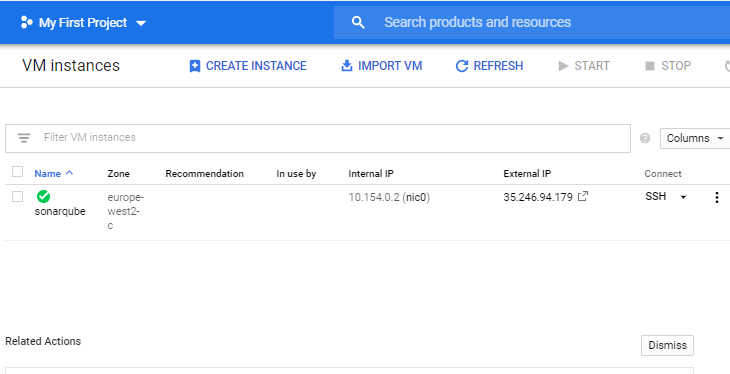 My First Project
Search products and resources
VM instances
CREATE INSTANCE
IMPORT VM
REFRESH
START
STOP
Filter VM instances
?
Columns
Name
Zone
Recommendation
In use by
Internal IP
External IP
Connect
sonarqube
europe-
west2-
c
10.154.0.2 (nic0)
35.246.94.179
SSH
Related Actions
Dismiss